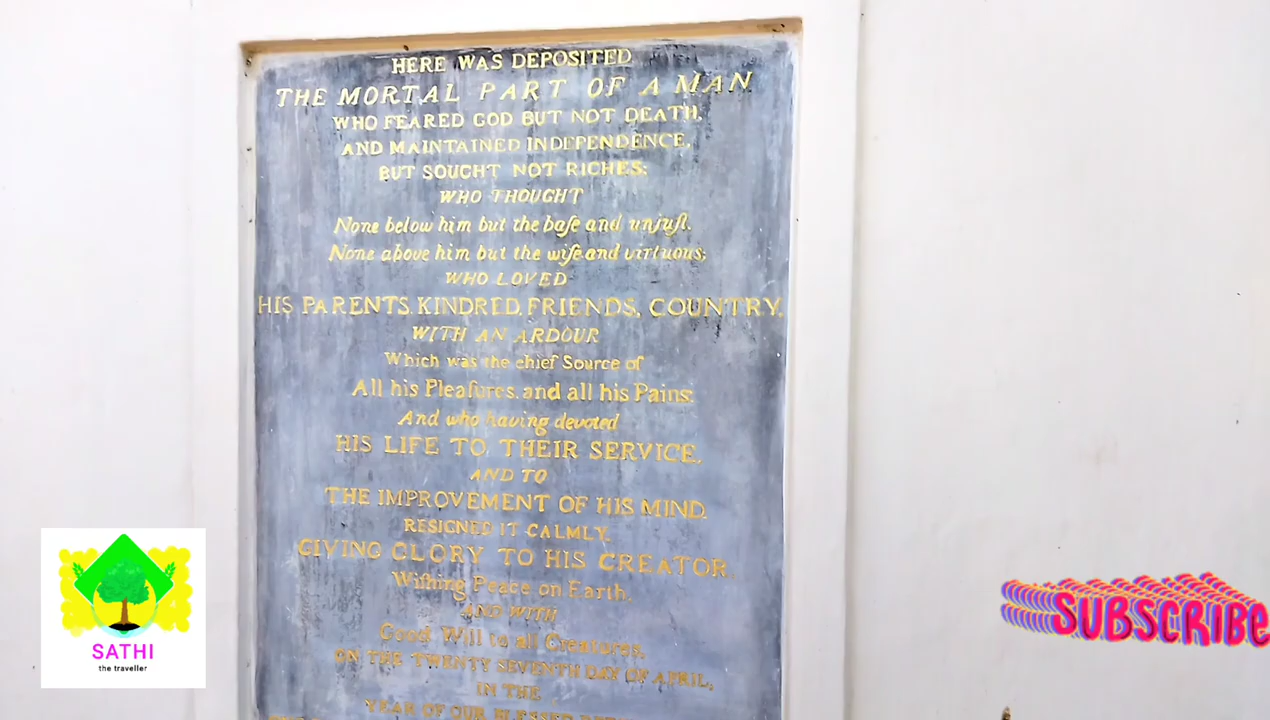 HERE WAS DEPOSITED
THE MORTAL PART OF A MAN
WHO FEARED GOD BUT NOT DEATH,
AND MAINTAINED INDEPENDENCE,
BUT SOUGHT NOT RICHES;
WHO THOUGHT
None below him but the baſe and unjuſt,
None above him but the wiſe and virtuous;
WHO LOVED
HIS PARENTS, KINDRED, FRIENDS, COUNTRY,
WITH AN ARDOUR
Which was the chief Source of
All his Pleaſures, and all his Pains;
And who having devoted
HIS LIFE TO THEIR SERVICE,
AND TO
THE IMPROVEMENT OF HIS MIND,
RESIGNED IT CALMLY,
GIVING GLORY TO HIS CREATOR,
Wiſhing Peace on Earth,
AND WITH
Good Will to all Creatures,
ON THE TWENTY SEVENTH DAY OF APRIL,
IN THE
YEAR OF OUR BLESSED
SATHI
the traveller
SUBSCRIBE